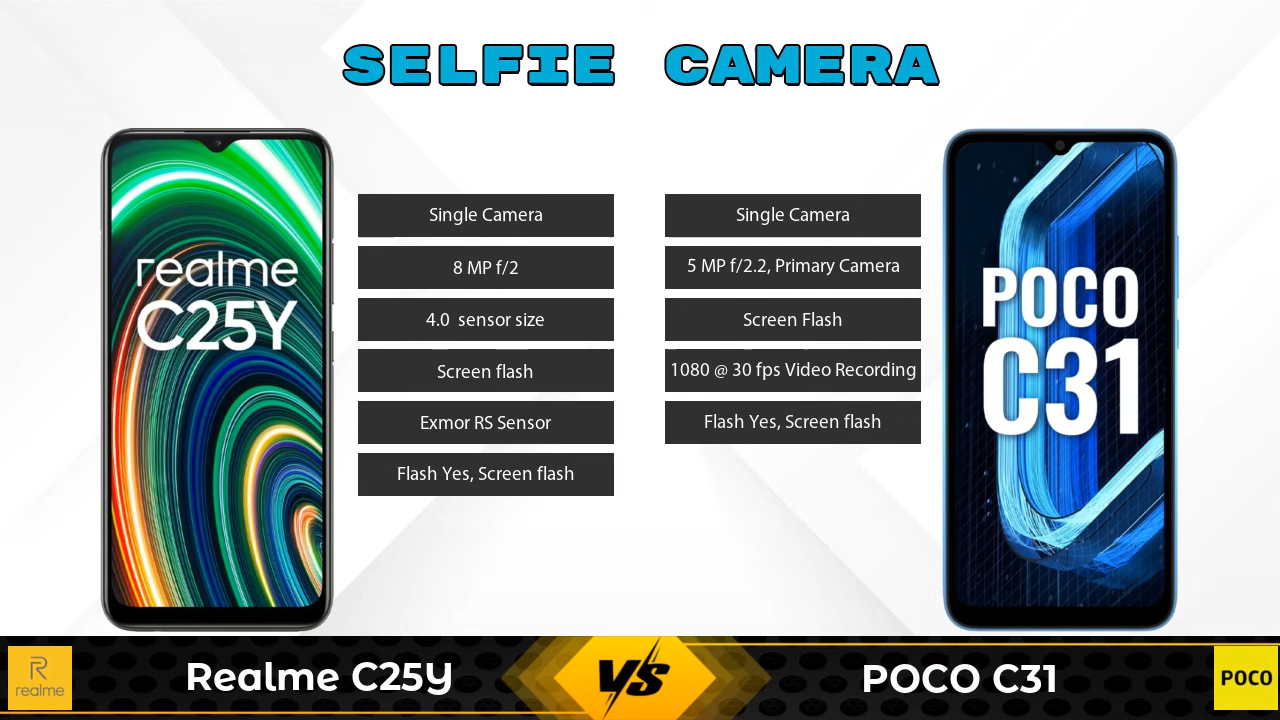 SELFIE CAMERA
realme
C25Y
Single Camera
8 MP f/2
4.0  sensor size
Screen flash
Exmor RS Sensor
Flash Yes, Screen flash
Single Camera
5 MP f/2.2, Primary Camera
Screen Flash
1080 @ 30 fps Video Recording
Flash Yes, Screen flash
POCO
C31
R
realme
Realme C25Y
VS
POCO C31
POCO